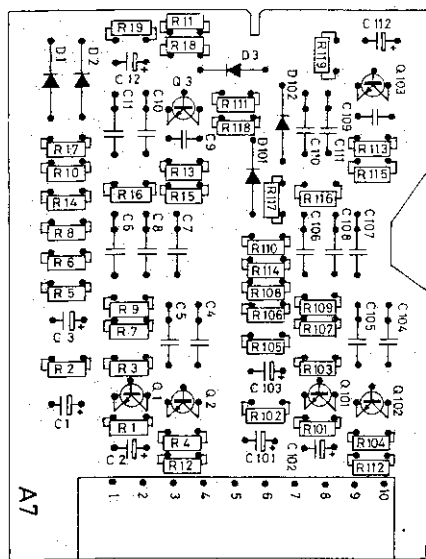 R19
R11
R18
C12
D1
D2
D3
Q3
R119
C112
Q103
C11
C10
C9
R111
R118
D102
C109
R17
R10
R14
R8
R6
R5
R13
R15
R16
D101
R117
C110
C111
R113
R115
R116
C6
C8
C7
R110
R114
R108
R106
R105
C106
C108
C107
C3
R9
R7
C5
C4
R109
R107
C105
C104
R2
R3
C103
R103
C1
Q1
Q2
R102
Q101
Q102
R1
C2
R4
R12
C101
C102
R101
R104
R112
A7
1 2 3 4 5 6 7 8 9 10